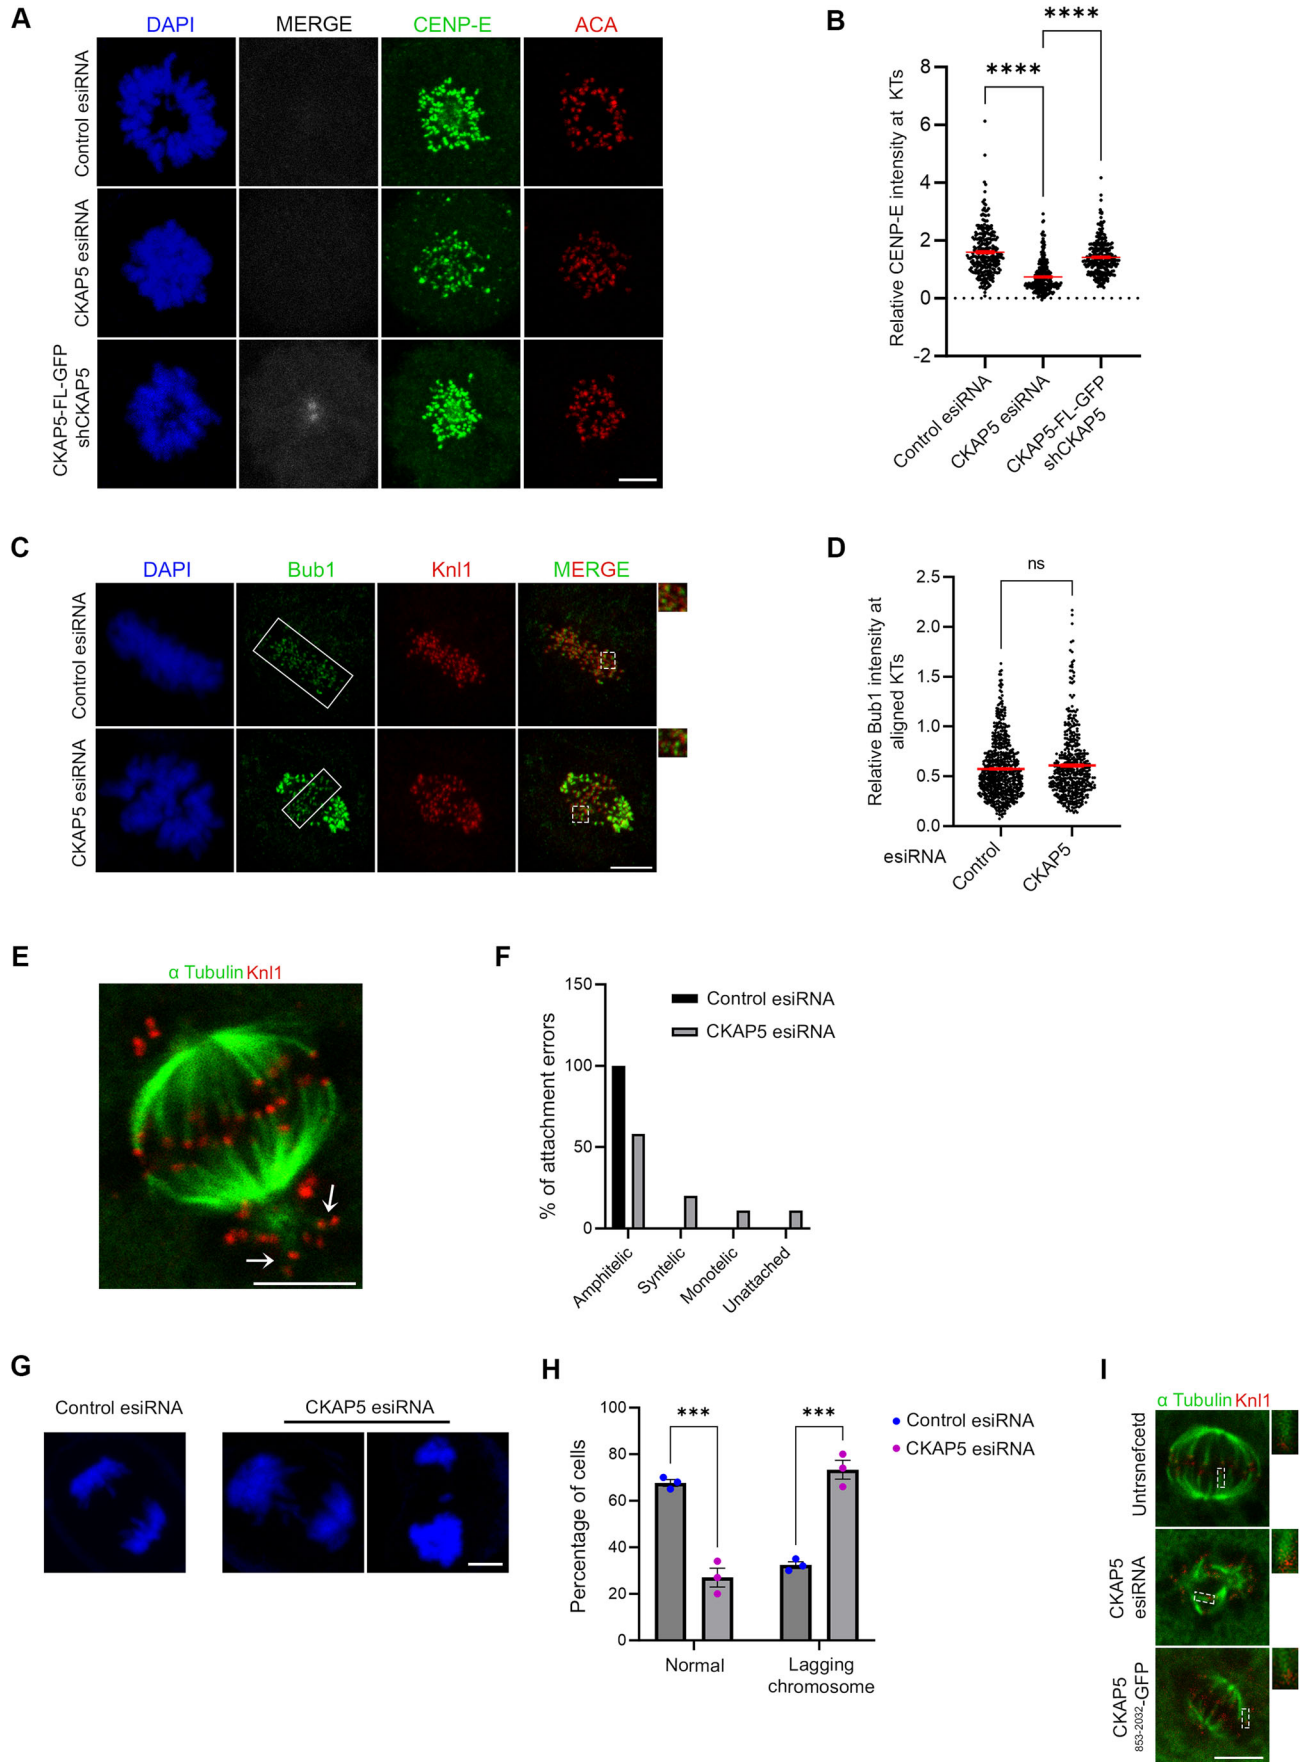 A
DAPI MERGE CENP-E ACA
Control esiRNA
CKAP5 esiRNA
CKAP5-FL-GFP
shCKAP5
B
****
****
Relative CENP-E intensity at KTs
8
6
4
2
0
-2
Control esiRNA
CKAP5 esiRNA
CKAP5-FL-GFP
shCKAP5
C
DAPI Bub1 Knl1 MERGE
Control esiRNA
CKAP5 esiRNA
D
ns
Relative Bub1 intensity at
aligned KTs
2.5
2.0
1.5
1.0
0.5
0.0
esiRNA
Control
CKAP5
E
α Tubulin Knl1
F
% of attachment errors
150
100
50
0
Control esiRNA
CKAP5 esiRNA
Amphitelic
Syntelic
Monotelic
Unattached
G
Control esiRNA
CKAP5 esiRNA
H
Percentage of cells
100
80
60
40
20
0
*** ***
Control esiRNA
CKAP5 esiRNA
Normal
Lagging
chromosome
I
α Tubulin Knl1
Untrsnefcetd
CKAP5
esiRNA
CKAP5
853-2032-GFP